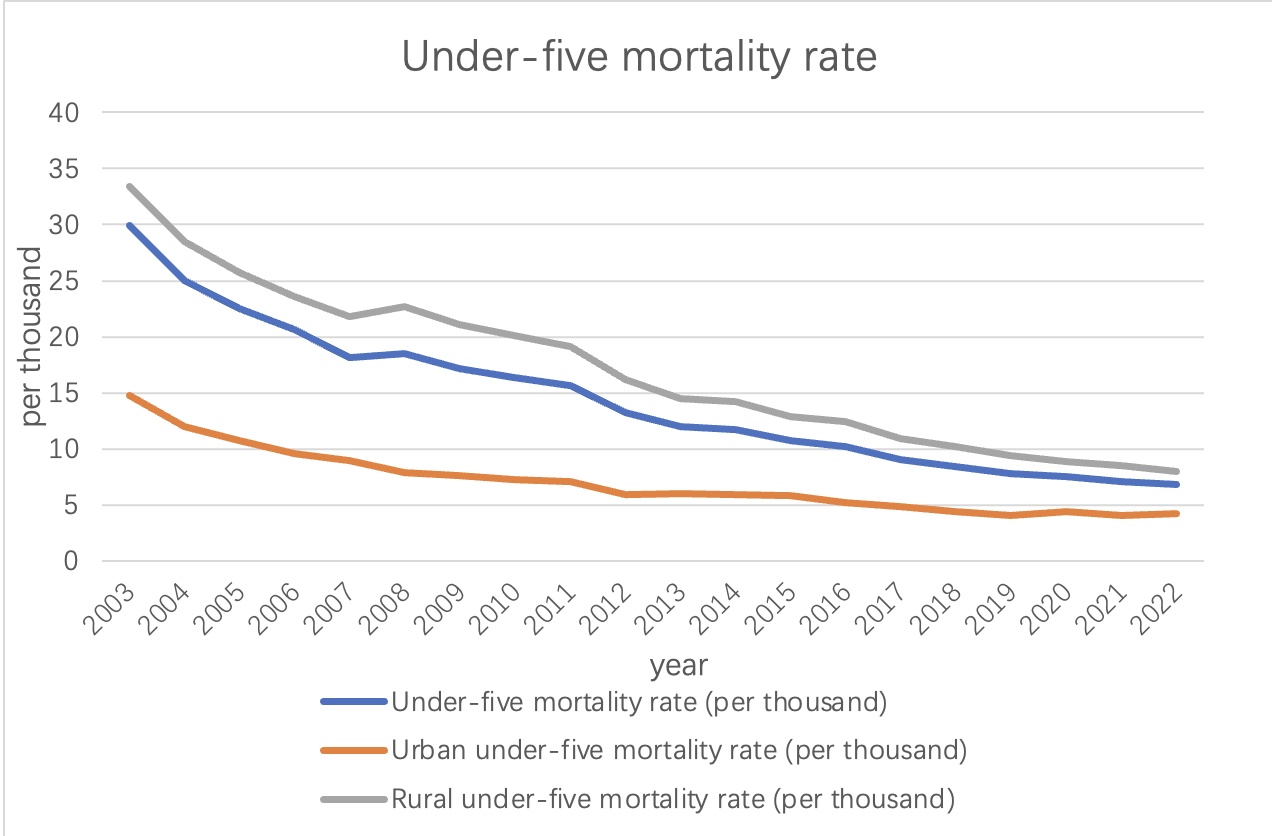 Under-five mortality rate
40
35
30
25
20
15
10
5
0
per thousand
2003 2004 2005 2006 2007 2008 2009 2010 2011 2012 2013 2014 2015 2016 2017 2018 2019 2020 2021 2022
year
Under-five mortality rate (per thousand)
Urban under-five mortality rate (per thousand)
Rural under-five mortality rate (per thousand)